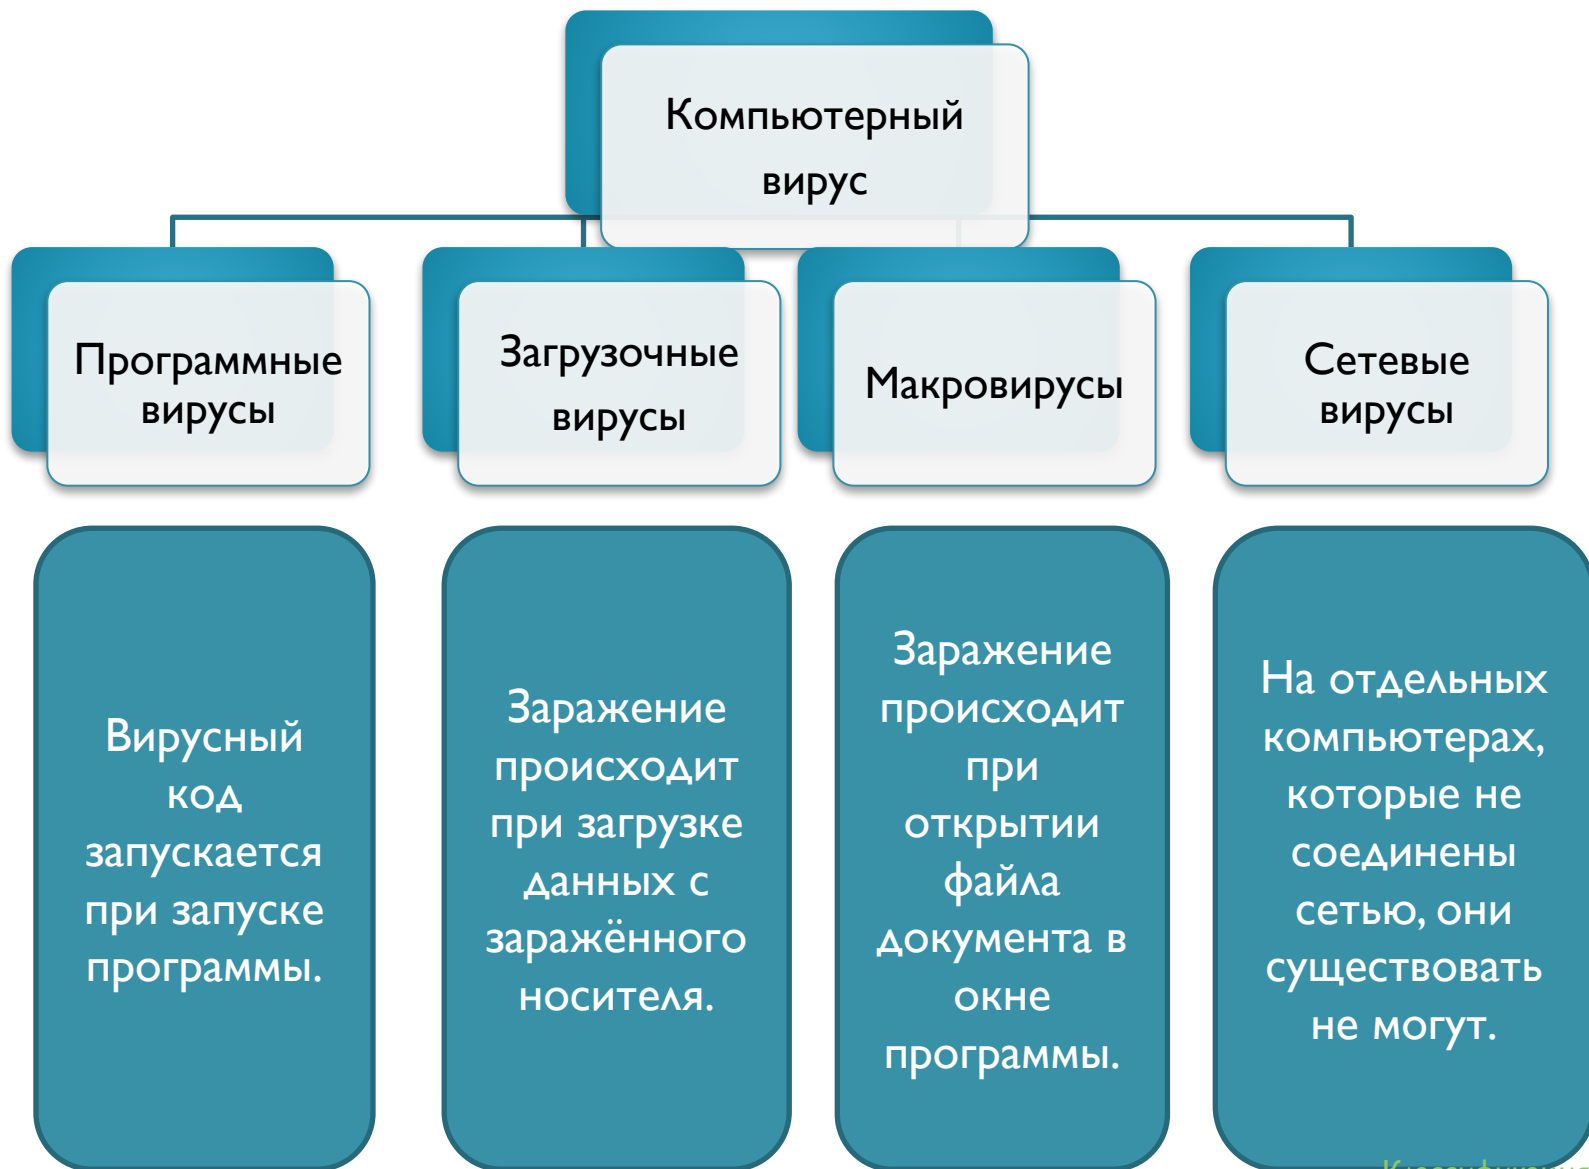 Компьютерный
вирус
Программные
вирусы
Загрузочные
вирусы
Макровирусы
Сетевые
вирусы
Вирусный
код
запускается
при запуске
программы.
Заражение
происходит
при загрузке
данных с
заражённого
носителя.
Заражение
происходит
при
открытии
файла
документа в
окне
программы.
На отдельных
компьютерах,
которые не
соединены
сетью, они
существовать
не могут.